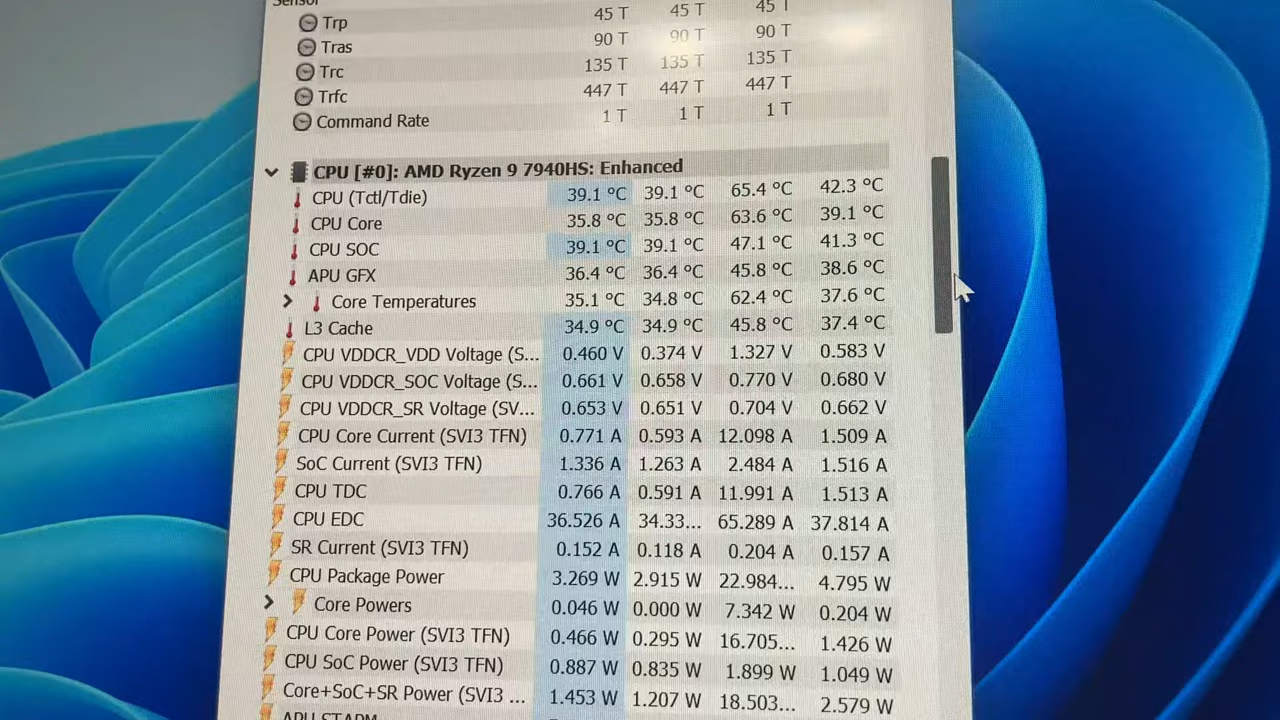 Sensor
Trp 45 T 45 T 45 T
Tras 90 T 90 T 90 T
Trc 135 T 135 T 135 T
Trfc 447 T 447 T 447 T
Command Rate 1 T 1 T 1 T
CPU [#0]: AMD Ryzen 9 7940HS: Enhanced
CPU (Tctl/Tdie) 39.1 °C 39.1 °C 65.4 °C 42.3 °C
CPU Core 35.8 °C 35.8 °C 63.6 °C 39.1 °C
CPU SOC 39.1 °C 39.1 °C 47.1 °C 41.3 °C
APU GFX 36.4 °C 36.4 °C 45.8 °C 38.6 °C
Core Temperatures 35.1 °C 34.8 °C 62.4 °C 37.6 °C
L3 Cache 34.9 °C 34.9 °C 45.8 °C 37.4 °C
CPU VDDCR_VDD Voltage (S... 0.460 V 0.374 V 1.327 V 0.583 V
CPU VDDCR_SOC Voltage (S... 0.661 V 0.658 V 0.770 V 0.680 V
CPU VDDCR_SR Voltage (SV... 0.653 V 0.651 V 0.704 V 0.662 V
CPU Core Current (SVI3 TFN) 0.771 A 0.593 A 12.098 A 1.509 A
SoC Current (SVI3 TFN) 1.336 A 1.263 A 2.484 A 1.516 A
CPU TDC 0.766 A 0.591 A 11.991 A 1.513 A
CPU EDC 36.526 A 34.33... 65.289 A 37.814 A
SR Current (SVI3 TFN) 0.152 A 0.118 A 0.204 A 0.157 A
CPU Package Power 3.269 W 2.915 W 22.984... 4.795 W
Core Powers 0.046 W 0.000 W 7.342 W 0.204 W
CPU Core Power (SVI3 TFN) 0.466 W 0.295 W 16.705... 1.426 W
CPU SoC Power (SVI3 TFN) 0.887 W 0.835 W 1.899 W 1.049 W
Core+SoC+SR Power (SVI3 ... 1.453 W 1.207 W 18.503... 2.579 W
APU STAPM